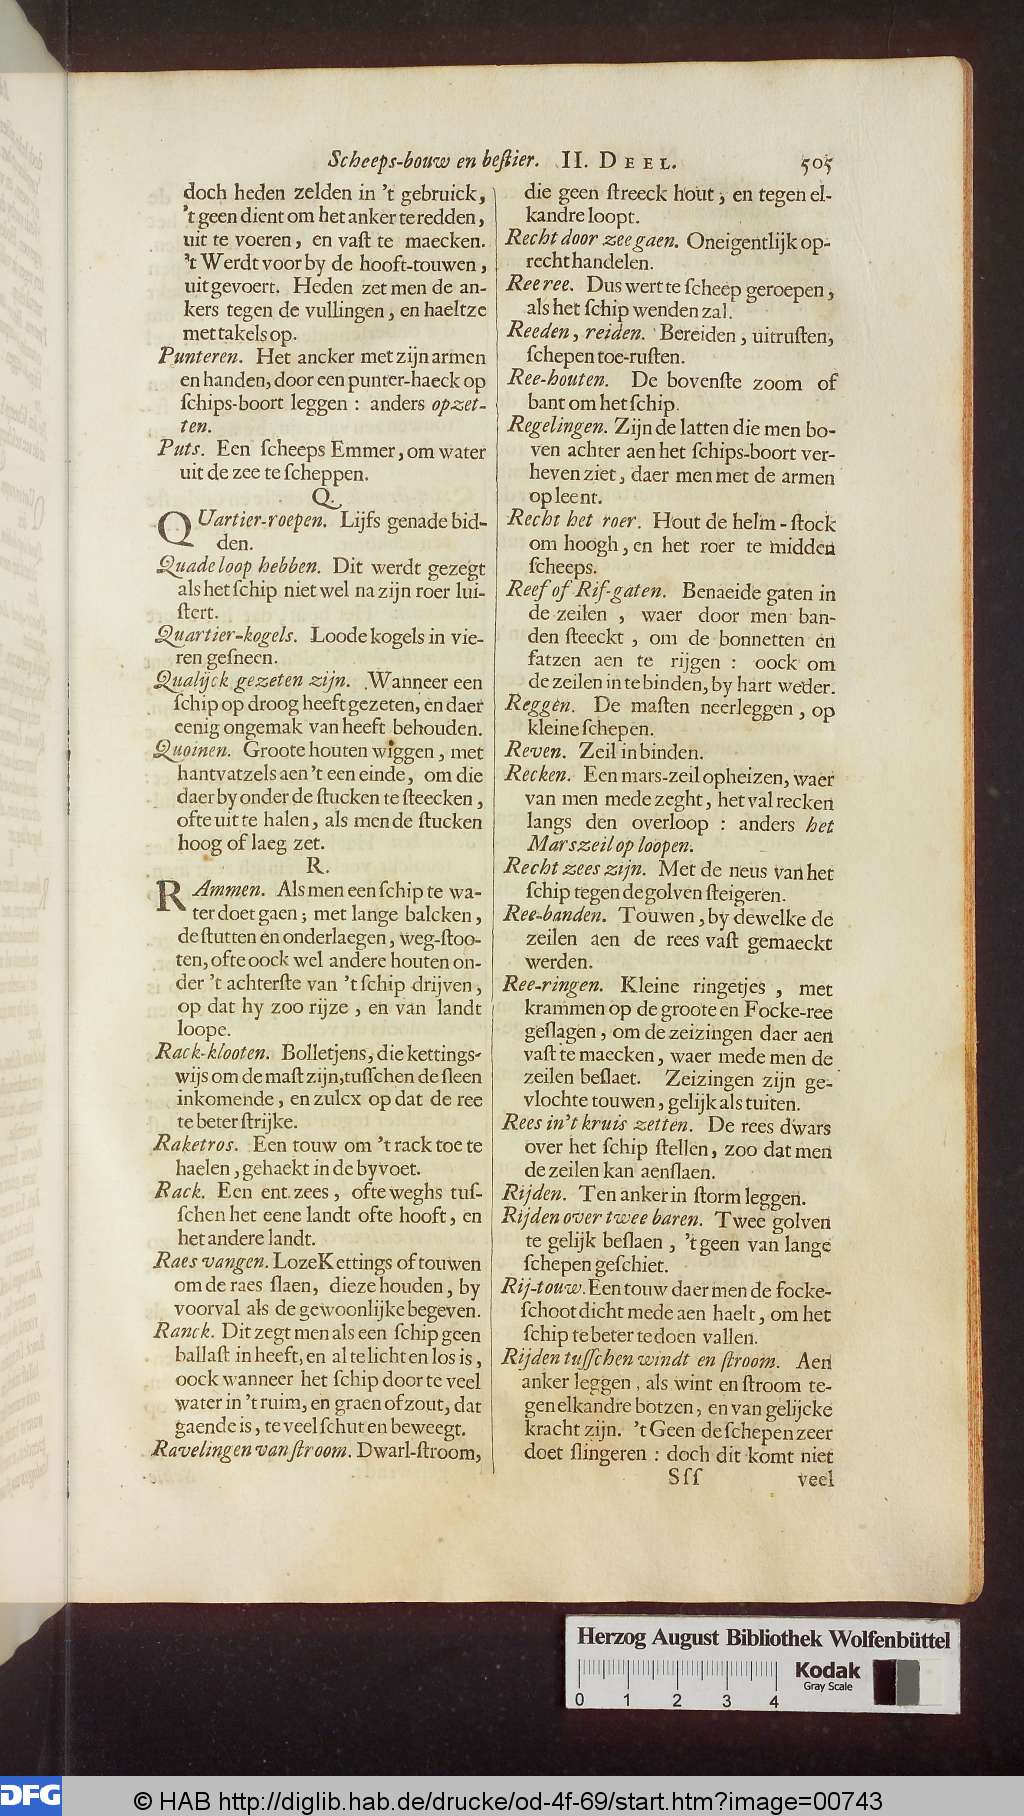 Scheeps-bouw en beſtier. II. DEEL. 505
doch heden zelden in 't gebruick,
't geen dient om het anker te redden,
uit te voeren, en vaſt te maecken.
't Werdt voor by de hooft-touwen,
uitgevoert. Heden zet men de an-
kers tegen de vullingen, en haeltze
met takels op.
Punteren. Het ancker met zijn armen
en handen, door een punter-haeck op
ſchips-boort leggen: anders opzet-
ten.
Puts. Een ſcheeps Emmer, om water
uit de zee te ſcheppen.
Q.
QUartier-roepen. Lijfs genade bid-
den.
Quade loop hebben. Dit werdt gezegt
als het ſchip niet wel na zijn roer lui-
ſtert.
Quartier-kogels. Loode kogels in vie-
ren geſneen.
Qualijck gezeten zijn. Wanneer een
ſchip op droog heeft gezeten, en daer
eenig ongemak van heeft behouden.
Quoinen. Groote houten wiggen, met
hantvatzels aen 't een einde, om die
daer by onder de ſtucken te ſteecken,
ofte uit te halen, als men de ſtucken
hoog of laeg zet.
R.
RAmmen. Als men een ſchip te wa-
ter doet gaen; met lange balcken,
de ſtutten en onderlaegen, weg-ſtoo-
ten, ofte oock wel andere houten on-
der 't achterſte van 't ſchip drijven,
op dat hy zoo rijze, en van landt
loope.
Rack-klooten. Bolletjens, die kettings-
wijs om de maſt zijn, tuſſchen de ſleen
inkomende, en zulcx op dat de ree
te beter ſtrijke.
Raketros. Een touw om 't rack toe te
haelen, gehaekt in de byvoet.
Rack. Een ent zees, ofte weghs tuſ-
ſchen het eene landt ofte hooft, en
het andere landt.
Raes vangen. Loze Kettings of touwen
om de raes ſlaen, die ze houden, by
voorval als de gewoonlijke begeven.
Ranck. Dit zegt men als een ſchip geen
ballaſt in heeft, en al te licht en los is,
oock wanneer het ſchip door te veel
water in 't ruim, en graen of zout, dat
gaende is, te veel ſchut en beweegt.
Ravelingen van ſtroom. Dwarl-ſtroom,
die geen ſtreeck hout, en tegen el-
kandre loopt.
Recht door zee gaen. Oneigentlijk op-
recht handelen.
Reeree. Dus wert te ſcheep geroepen,
als het ſchip wenden zal.
Reeden, reiden. Bereiden, uitruſten,
ſchepen toe-ruſten.
Ree-houten. De bovenſte zoom of
bant om het ſchip.
Regelingen. Zijn de latten die men bo-
ven achter aen het ſchips-boort ver-
heven ziet, daer men met de armen
op leent.
Recht het roer. Hout de helm-ſtock
om hoogh, en het roer te midden
ſcheeps.
Reef of Rif-gaten. Benaeide gaten in
de zeilen, waer door men ban-
den ſteeckt, om de bonnetten en
fatzen aen te rijgen: oock om
de zeilen in te binden, by hart weder.
Reggen. De maſten neerleggen, op
kleine ſchepen.
Reven. Zeil in binden.
Recken. Een mars-zeil opheizen, waer
van men mede zeght, het val recken
langs den overloop: anders het
Marszeil op loopen.
Recht zees zijn. Met de neus van het
ſchip tegen de golven ſteigeren.
Ree-banden. Touwen, by dewelke de
zeilen aen de rees vaſt gemaeckt
werden.
Ree-ringen. Kleine ringetjes, met
krammen op de groote en Focke-ree
geſlagen, om de zeizingen daer aen
vaſt te maecken, waer mede men de
zeilen beſlaet. Zeizingen zijn ge-
vlochte touwen, gelijk als tuiten.
Rees in't kruis zetten. De rees dwars
over het ſchip ſtellen, zoo dat men
de zeilen kan aenſlaen.
Rijden. Ten anker in ſtorm leggen.
Rijden over twee baren. Twee golven
te gelijk beſlaen, 't geen van lange
ſchepen geſchiet.
Rij-touw. Een touw daer men de focke-
ſchoot dicht mede aen haelt, om het
ſchip te beter te doen vallen.
Rijden tuſſchen windt en ſtroom. Aen
anker leggen, als wint en ſtroom te-
gen elkandre botzen, en van gelijcke
kracht zijn. 't Geen de ſchepen zeer
doet ſlingeren: doch dit komt niet
Sſſ veel
Herzog August Bibliothek Wolfenbüttel
Kodak
Gray Scale
0 1 2 3 4
DFG
© HAB http://diglib.hab.de/drucke/od-4f-69/start.htm?image=00743